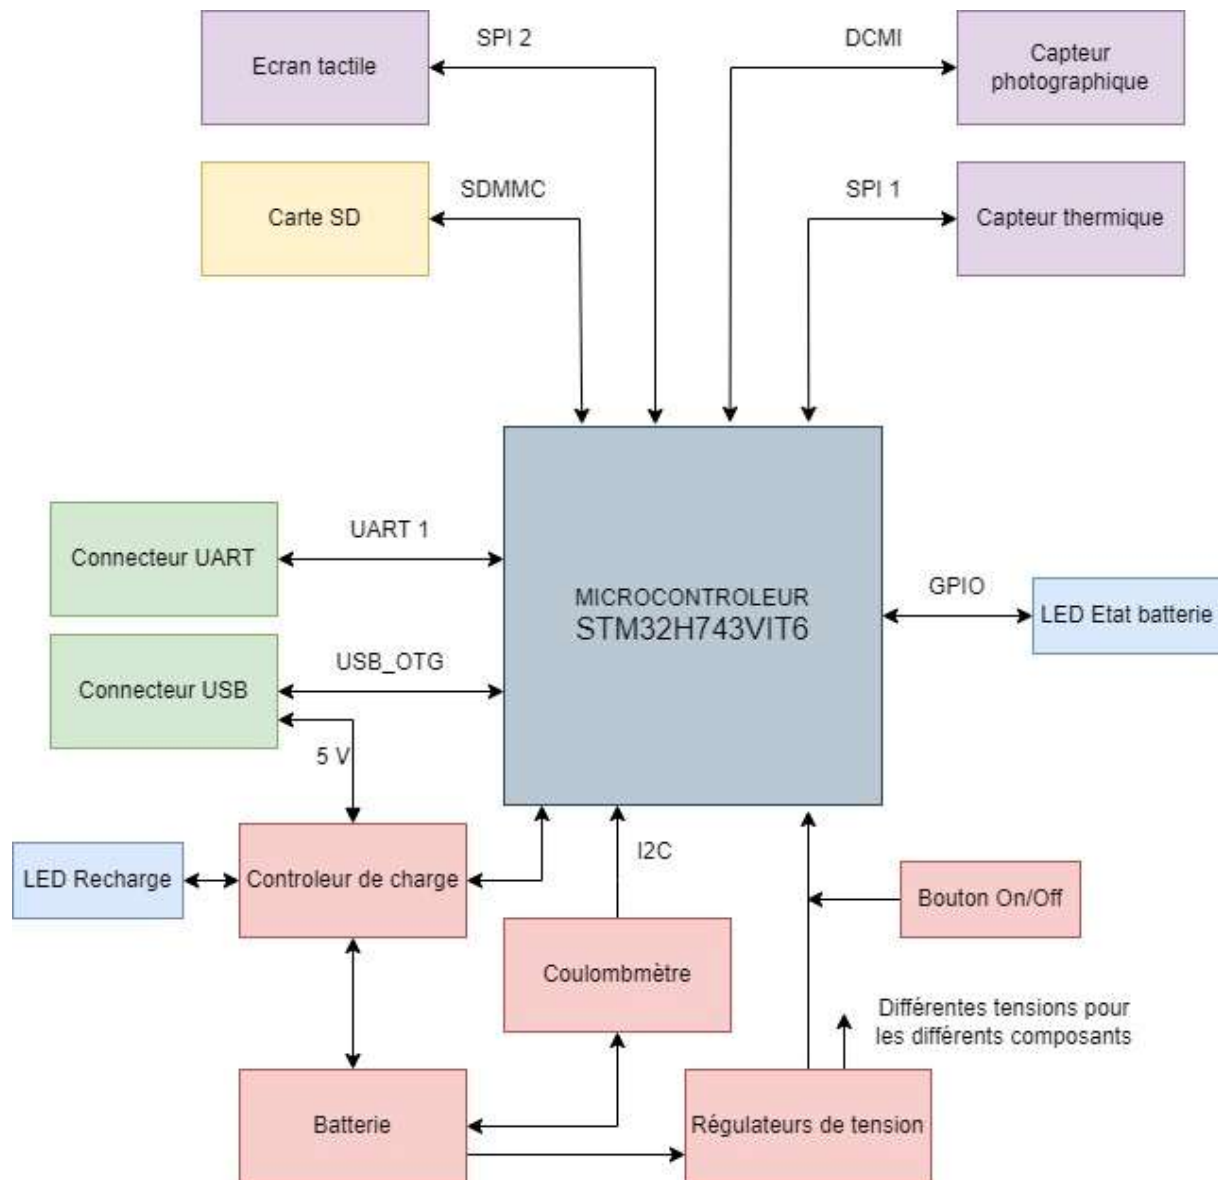 SPI 2
DCMI
Ecran tactile
Capteur
photographique
SDMMC
SPI 1
Carte SD
Capteur thermique
UART 1
Connecteur UART
MICROCONTROLEUR
STM32H743VIT6
GPIO
LED Etat batterie
USB_OTG
Connecteur USB
5 V
I2C
LED Recharge
Controleur de charge
Bouton On/Off
Coulombmètre
Différentes tensions pour
les différents composants
Batterie
Régulateurs de tension